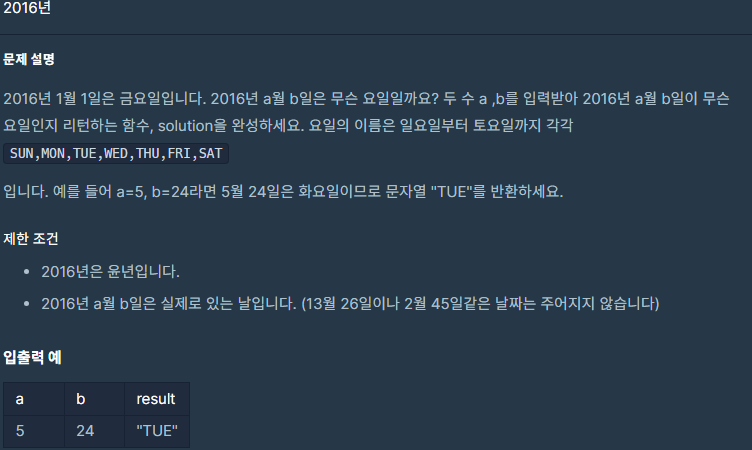 2016년
문제 설명
2016년 1월 1일은 금요일입니다. 2016년 a월 b일은 무슨 요일일까요? 두 수 a ,b를 입력받아 2016년 a월 b일이 무슨
요일인지 리턴하는 함수, solution을 완성하세요. 요일의 이름은 일요일부터 토요일까지 각각
SUN,MON,TUE,WED,THU,FRI,SAT
입니다. 예를 들어 a=5, b=24라면 5월 24일은 화요일이므로 문자열 "TUE"를 반환하세요.
제한 조건
• 2016년은 윤년입니다.
• 2016년 a월 b일은 실제로 있는 날입니다. (13월 26일이나 2월 45일같은 날짜는 주어지지 않습니다)
입출력 예
a b result
5 24 "TUE"